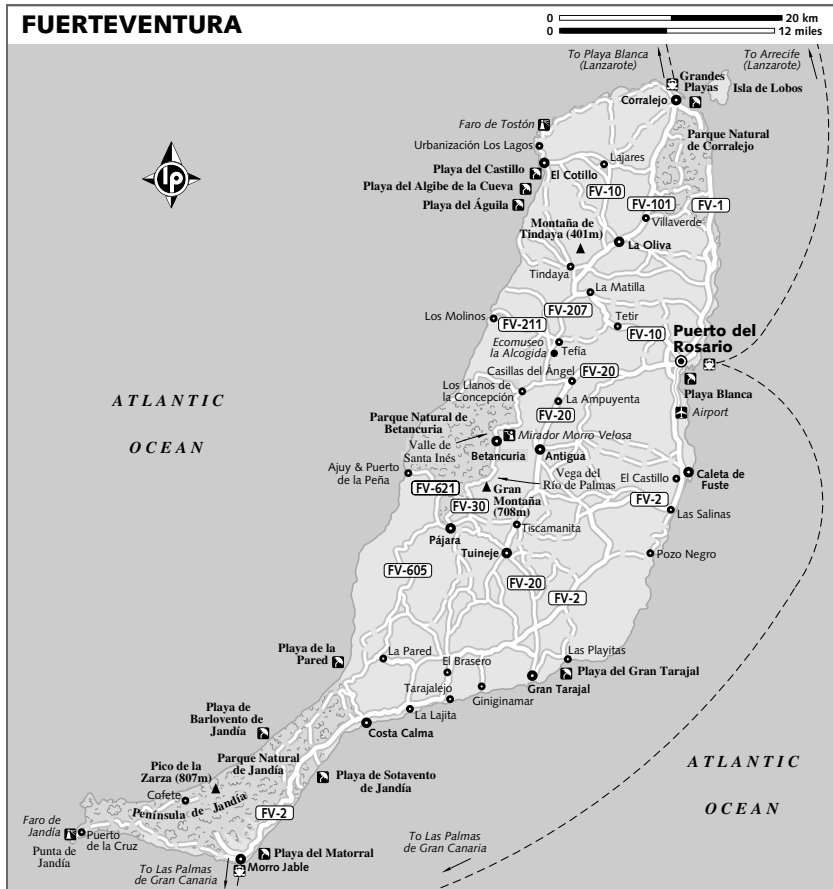 FUERTEVENTURA
0 20 km
0 12 miles
To Playa Blanca
(Lanzarote)
To Arrecife
(Lanzarote)
Grandes
Playas
Isla de Lobos
Corralejo
Faro de Tostón
Parque Natural
de Corralejo
Urbanización Los Lagos
Lajares
Playa del Castillo
El Cotillo
Playa del Algibe de la Cueva
FV-10
FV-101
FV-1
Playa del Águila
Villaverde
Montaña de
Tindaya (401m)
La Oliva
Tindaya
La Matilla
Los Molinos
FV-207
FV-211
Tetir
FV-10
Puerto del
Rosario
Ecomuseo
la Alcogida
Tefía
Casillas del Ángel
FV-20
Los Llanos de
la Concepción
Playa Blanca
La Ampuyenta
Airport
FV-20
ATLANTIC
OCEAN
Parque Natural de
Betancuria
Mirador Morro Velosa
Valle de
Santa Inés
Betancuria
Antigua
Ajuy & Puerto
de la Peña
Vega del
Río de Palmas
El Castillo
Caleta de
Fuste
FV-621
Gran
Montaña
(708m)
FV-2
FV-30
Las Salinas
Tiscamanita
Pájara
Tuineje
Pozo Negro
FV-605
FV-20
FV-2
Playa de la
Pared
La Pared
Las Playitas
El Brasero
Playa del Gran Tarajal
Tarajalejo
Gran Tarajal
Giniginamar
Playa de
Barlovento de
Jandía
La Lajita
Costa Calma
Pico de la
Zarza (807m)
Parque Natural
de Jandía
Playa de Sotavento
de Jandía
ATLANTIC
OCEAN
Cofete
Península de Jandía
FV-2
Faro de
Jandía
Puerto
de la Cruz
Punta de
Jandía
To Las Palmas
de Gran Canaria
Playa del Matorral
Morro Jable
To Las Palmas
de Gran Canaria
lp